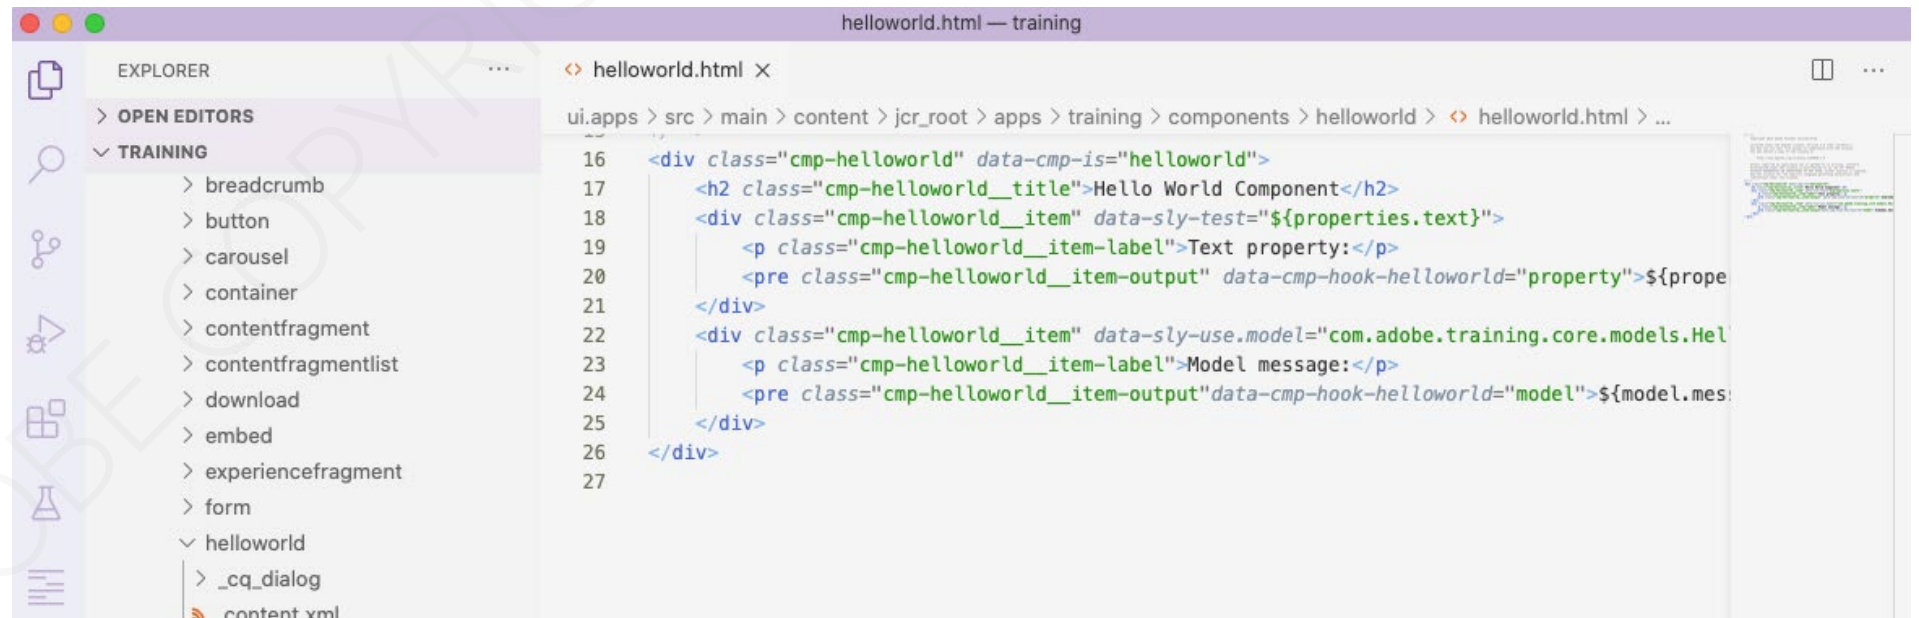 helloworld.html — training
EXPLORER
OPEN EDITORS
TRAINING
breadcrumb
button
carousel
container
contentfragment
contentfragmentlist
download
embed
experiencefragment
form
helloworld
_cq_dialog
content.xml
helloworld.html
ui.apps > src > main > content > jcr_root > apps > training > components > helloworld > <> helloworld.html > ...
16 <div class="cmp-helloworld" data-cmp-is="helloworld">
17 <h2 class="cmp-helloworld__title">Hello World Component</h2>
18 <div class="cmp-helloworld__item" data-sly-test="${properties.text}">
19 <p class="cmp-helloworld__item-label">Text property:</p>
20 <pre class="cmp-helloworld__item-output" data-cmp-hook-helloworld="property">${prope
21 </div>
22 <div class="cmp-helloworld__item" data-sly-use.model="com.adobe.training.core.models.Hel
23 <p class="cmp-helloworld__item-label">Model message:</p>
24 <pre class="cmp-helloworld__item-output"data-cmp-hook-helloworld="model">${model.mes
25 </div>
26 </div>
27